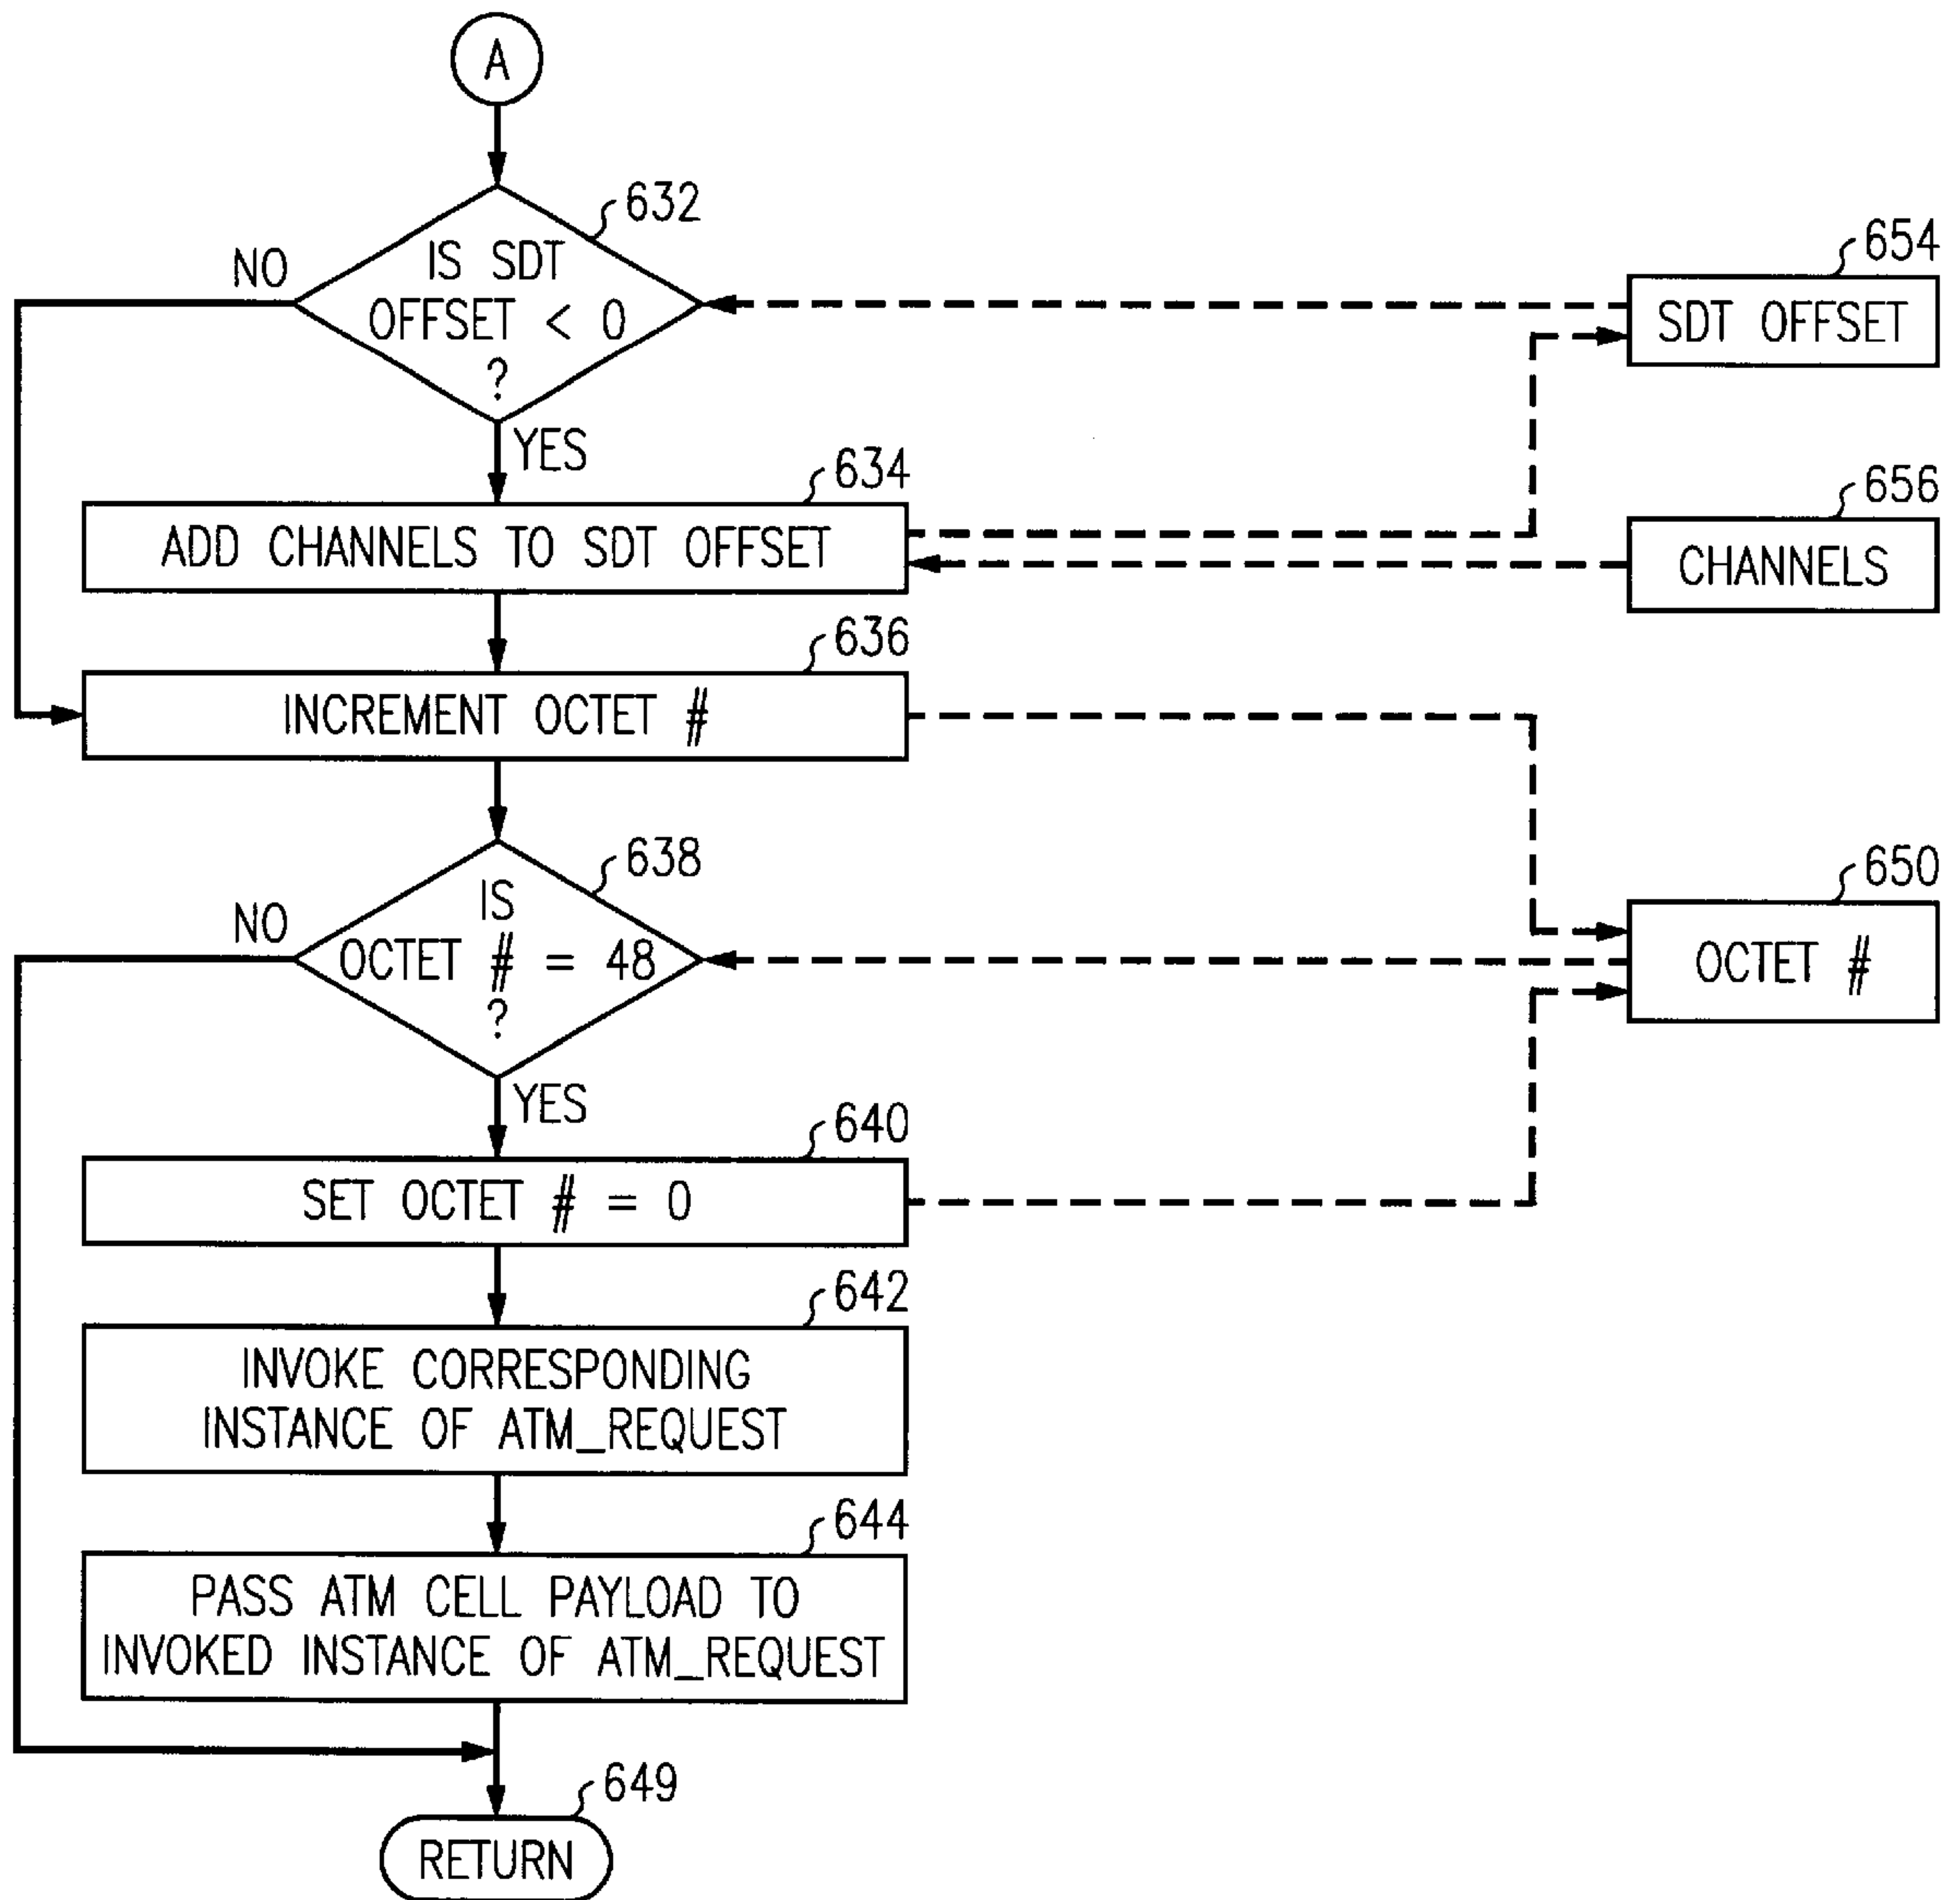 A
632
IS SDT
OFFSET < 0
?
NO
YES
654
SDT OFFSET
634
ADD CHANNELS TO SDT OFFSET
656
CHANNELS
636
INCREMENT OCTET #
638
IS
OCTET # = 48
?
NO
YES
650
OCTET #
640
SET OCTET # = 0
642
INVOKE CORRESPONDING
INSTANCE OF ATM_REQUEST
644
PASS ATM CELL PAYLOAD TO
INVOKED INSTANCE OF ATM_REQUEST
649
RETURN